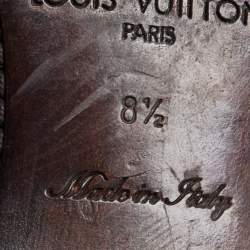 LOUIS VUITTON
PARIS
8½
Made in Italy